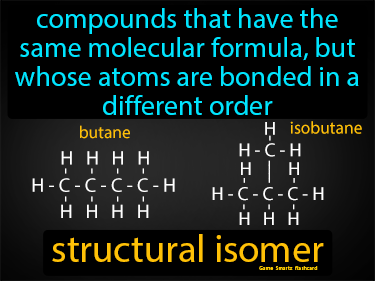 compounds that have the
same molecular formula, but
whose atoms are bonded in a
different order
butane
H H H H
H-C-C-C-C-H
H H H H
isobutane
H
H-C-H
H H
H-C-C-C-H
H H H
structural isomer
Game Smartz flashcard